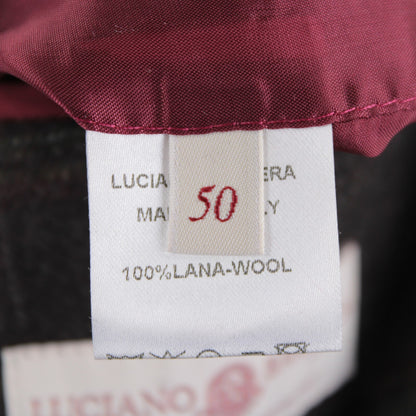 LUCIA ERA
50
MA Y
100%LANA-WOOL
LUCIANO